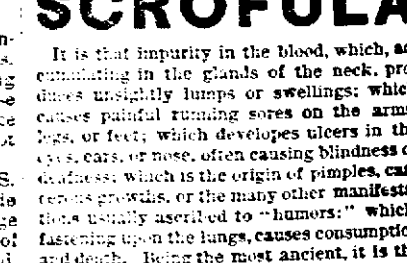 SCROFULA
It is that impurity in the blood, which, ac
cumulating in the glands of the neck, pro
duces unsightly lumps or swellings; which
causes painful running sores on the arms
legs, or feet; which developes ulcers in th
eyes, ears, or nose, often causing blindness o
deafness; which is the origin of pimples, can
cerous growths, or the many other manifesta
tions usually ascribed to "humors:" which
fastening upon the lungs, causes consumptio
and death. Being the most ancient, it is th